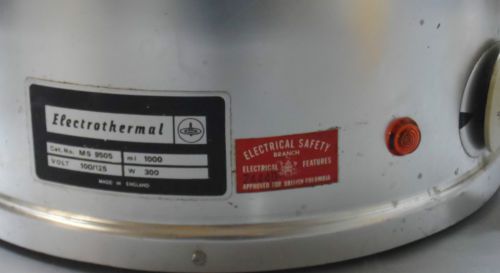 Electrothermal
Cat. No. MS 9505 ml 1000
VOLT 100/125 W 300
MADE IN ENGLAND
ELECTRICAL SAFETY
BRANCH
ELECTRICAL FEATURES
APPROVED FOR BRITISH COLUMBIA